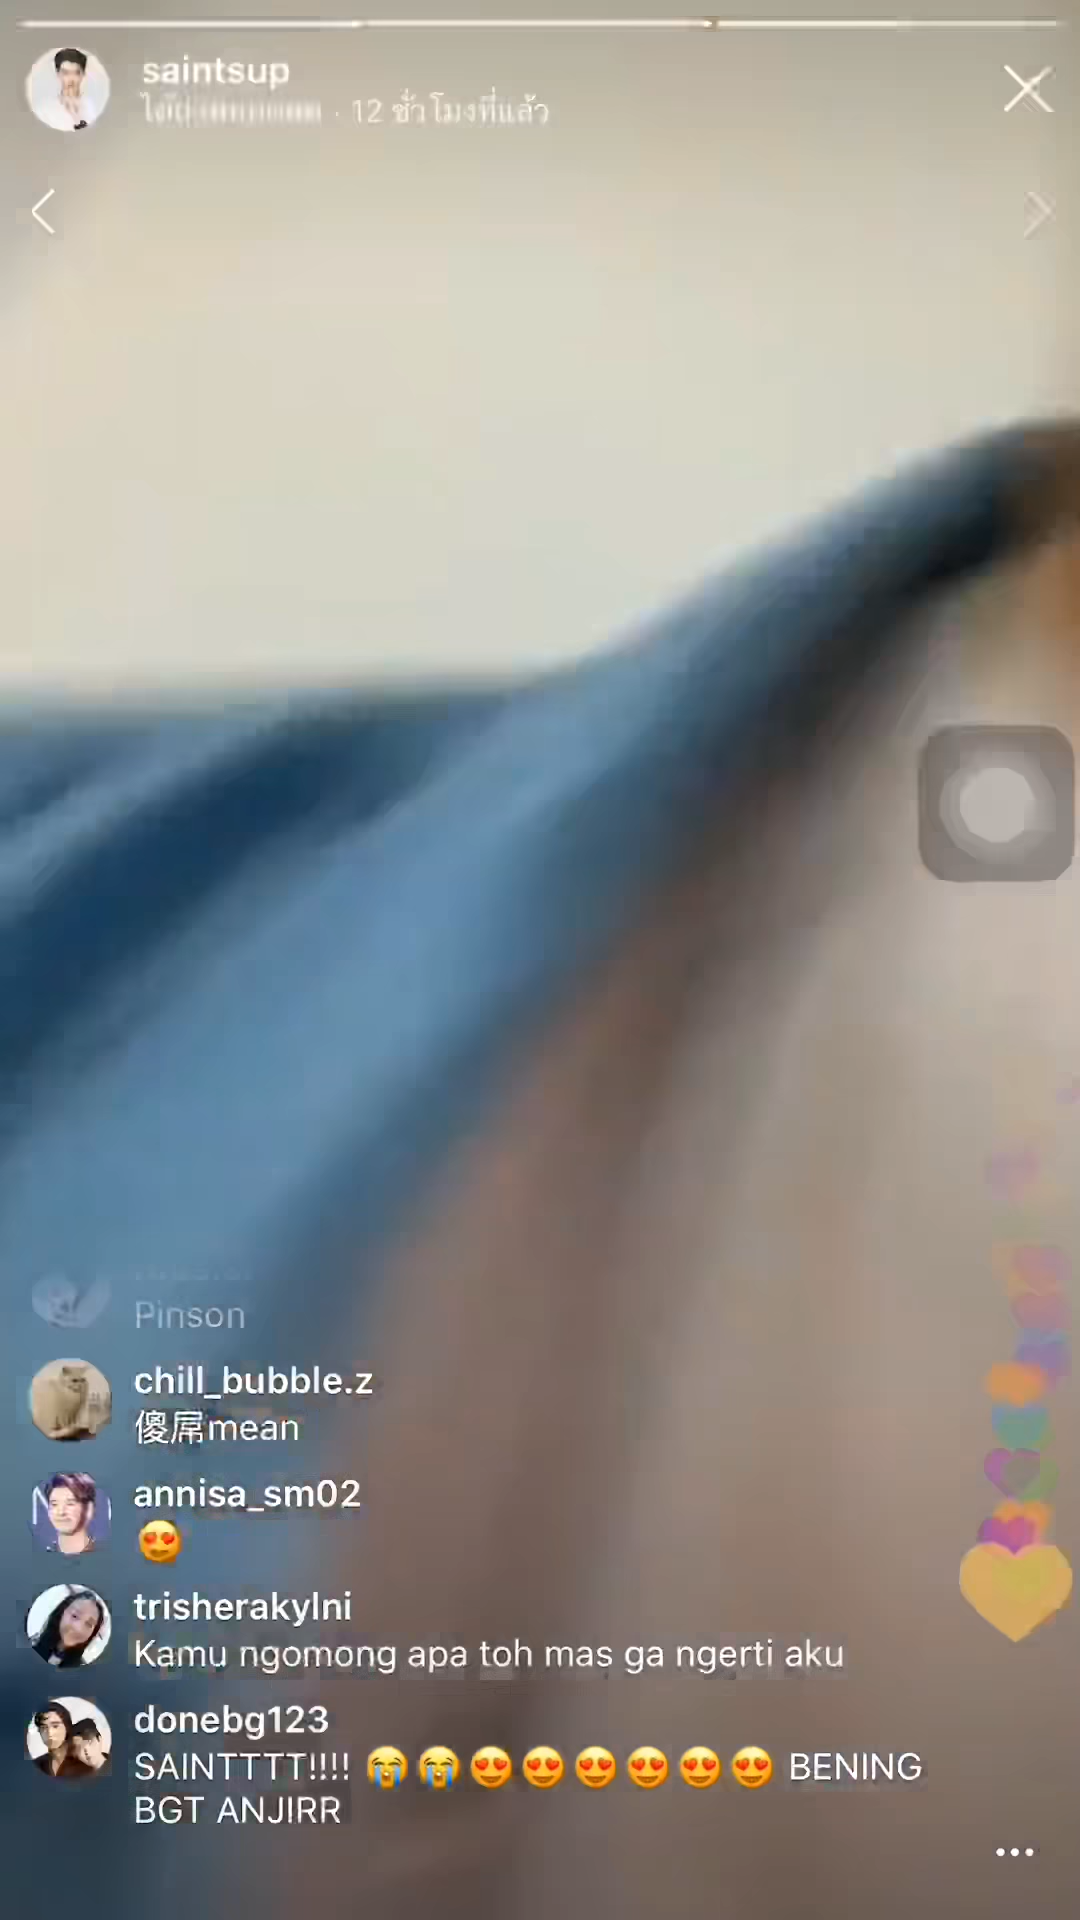 saintsup
· 12 ชั่วโมงที่แล้ว
Pinson
chill_bubble.z
傻屌mean
annisa_sm02
😍
trisherakylni
Kamu ngomong apa toh mas ga ngerti aku
donebg123
SAINTTTT!!!! 😭😭😍😍😍😍😍😍 BENING
BGT ANJIRR